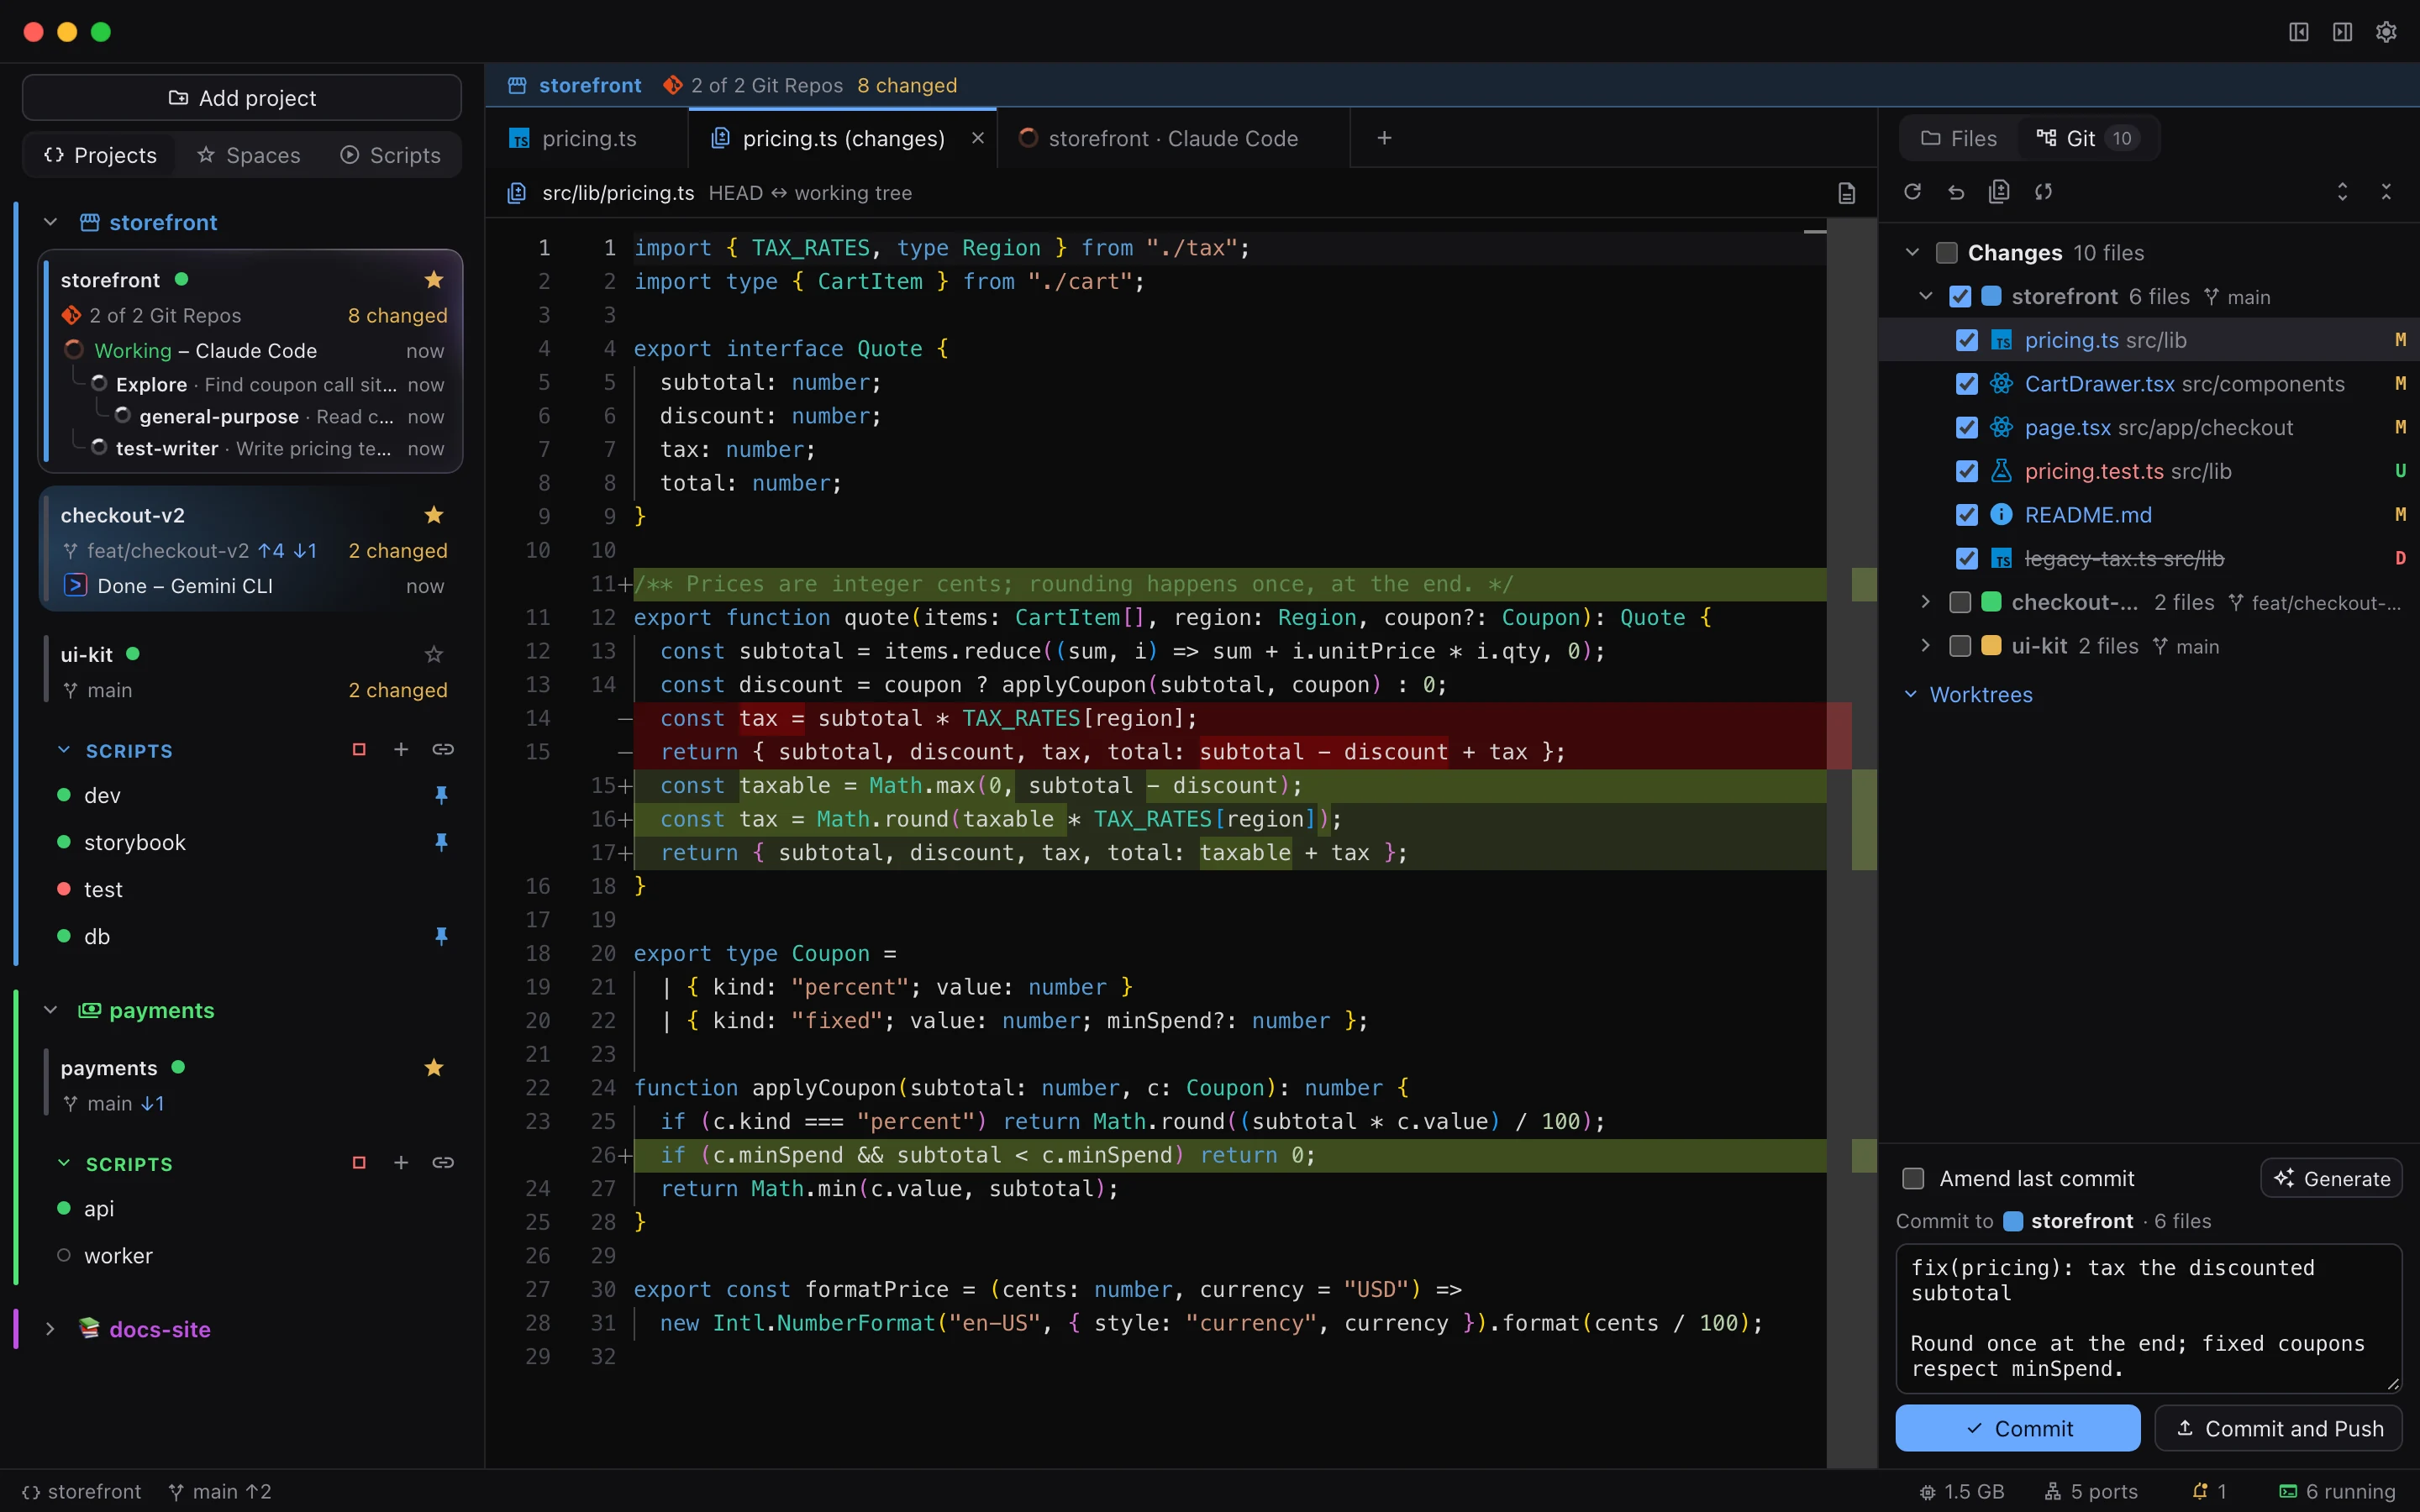 Add project
Projects Spaces Scripts
storefront
storefront
2 of 2 Git Repos 8 changed
Working – Claude Code now
Explore · Find coupon call sit... now
general-purpose · Read c... now
test-writer · Write pricing te... now
checkout-v2
feat/checkout-v2 ↑4 ↓1 2 changed
Done – Gemini CLI now
ui-kit
main 2 changed
SCRIPTS
dev
storybook
test
db
payments
payments
main ↓1
SCRIPTS
api
worker
docs-site
storefront 2 of 2 Git Repos 8 changed
TS pricing.ts pricing.ts (changes) × storefront · Claude Code +
src/lib/pricing.ts HEAD ↔ working tree
1 1 import { TAX_RATES, type Region } from "./tax";
2 2 import type { CartItem } from "./cart";
3 3
4 4 export interface Quote {
5 5 subtotal: number;
6 6 discount: number;
7 7 tax: number;
8 8 total: number;
9 9 }
10 10
11+ /** Prices are integer cents; rounding happens once, at the end. */
11 12 export function quote(items: CartItem[], region: Region, coupon?: Coupon): Quote {
12 13 const subtotal = items.reduce((sum, i) => sum + i.unitPrice * i.qty, 0);
13 14 const discount = coupon ? applyCoupon(subtotal, coupon) : 0;
14 − const tax = subtotal * TAX_RATES[region];
15 − return { subtotal, discount, tax, total: subtotal − discount + tax };
15+ const taxable = Math.max(0, subtotal − discount);
16+ const tax = Math.round(taxable * TAX_RATES[region]);
17+ return { subtotal, discount, tax, total: taxable + tax };
16 18 }
17 19
18 20 export type Coupon =
19 21 | { kind: "percent"; value: number }
20 22 | { kind: "fixed"; value: number; minSpend?: number };
21 23
22 24 function applyCoupon(subtotal: number, c: Coupon): number {
23 25 if (c.kind === "percent") return Math.round((subtotal * c.value) / 100);
26+ if (c.minSpend && subtotal < c.minSpend) return 0;
24 27 return Math.min(c.value, subtotal);
25 28 }
26 29
27 30 export const formatPrice = (cents: number, currency = "USD") =>
28 31 new Intl.NumberFormat("en-US", { style: "currency", currency }).format(cents / 100);
29 32
Files Git 10
Changes 10 files
storefront 6 files main
TS pricing.ts src/lib M
CartDrawer.tsx src/components M
page.tsx src/app/checkout M
pricing.test.ts src/lib U
README.md M
TS legacy-tax.ts src/lib D
checkout-... 2 files feat/checkout-...
ui-kit 2 files main
Worktrees
Amend last commit Generate
Commit to storefront · 6 files
fix(pricing): tax the discounted
subtotal
Round once at the end; fixed coupons
respect minSpend.
Commit Commit and Push
storefront main ↑2 1.5 GB 5 ports 1 6 running